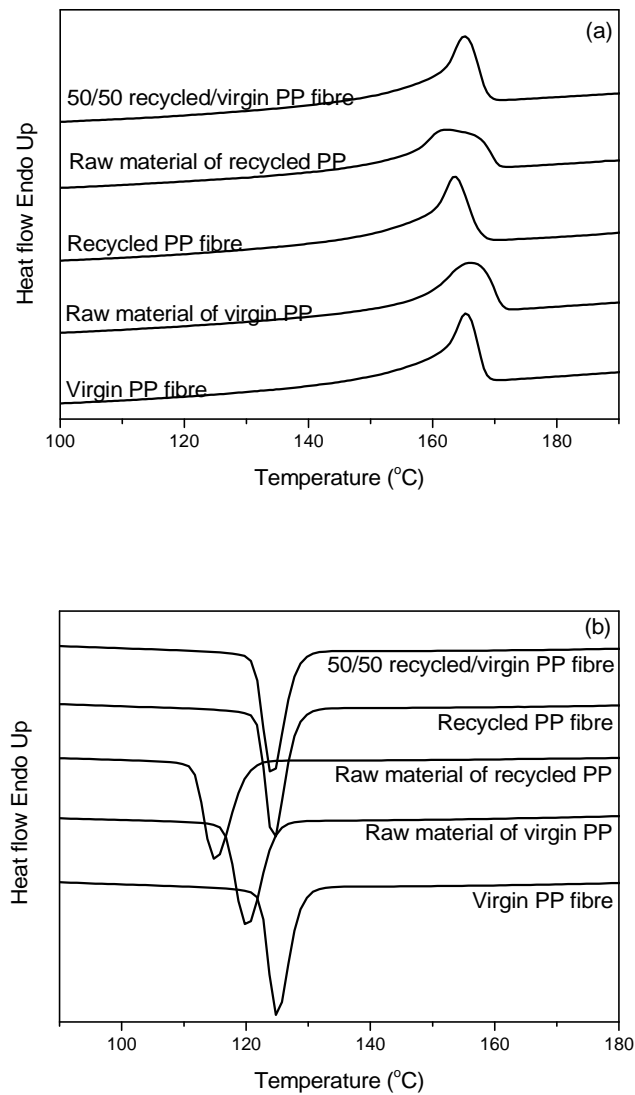 (a)
50/50 recycled/virgin PP fibre
Raw material of recycled PP
Recycled PP fibre
Raw material of virgin PP
Virgin PP fibre
Heat flow Endo Up
100 120 140 160 180
Temperature (°C)
(b)
50/50 recycled/virgin PP fibre
Recycled PP fibre
Raw material of recycled PP
Raw material of virgin PP
Virgin PP fibre
Heat flow Endo Up
100 120 140 160 180
Temperature (°C)